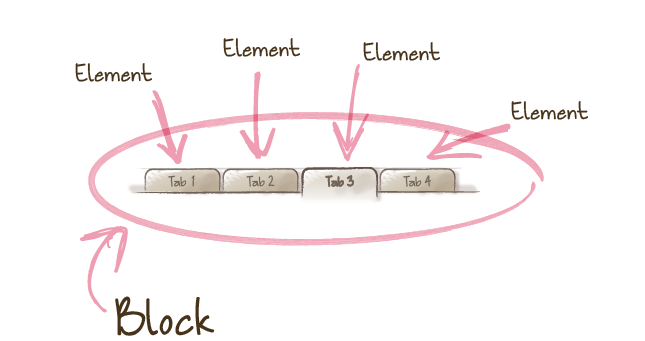 Element
Element
Element
Element
Tab 1
Tab 2
Tab 3
Tab 4
Block